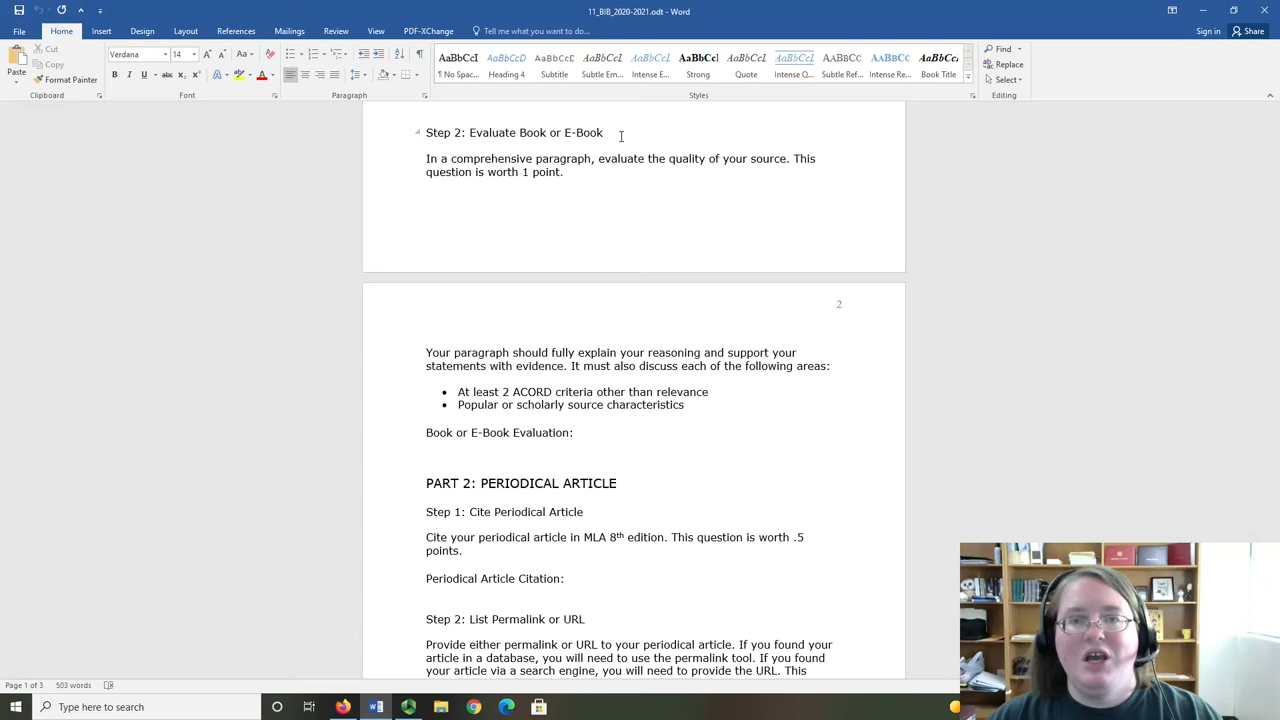 11_BIB_2020-2021.odt - Word
Sign in
Share
File
Home
Insert
Design
Layout
References
Mailings
Review
View
PDF-XChange
Tell me what you want to do...
Paste
Cut
Copy
Format Painter
Clipboard
Verdana
14
Font
Paragraph
AaBbCcI AaBbCcD AaBbCcD AaBbCcI AaBbCcI AaBbCcI AaBbCcI AaBbCcI AABBCC AABBCC AaBbCcI
¶ No Spac... Heading 4 Subtitle Subtle Em... Intense E... Strong Quote Intense Q... Subtle Ref... Intense Re... Book Title
Styles
Find
Replace
Select
Editing
Step 2: Evaluate Book or E-Book
In a comprehensive paragraph, evaluate the quality of your source. This
question is worth 1 point.
2
Your paragraph should fully explain your reasoning and support your
statements with evidence. It must also discuss each of the following areas:
• At least 2 ACORD criteria other than relevance
• Popular or scholarly source characteristics
Book or E-Book Evaluation:
PART 2: PERIODICAL ARTICLE
Step 1: Cite Periodical Article
Cite your periodical article in MLA 8th edition. This question is worth .5
points.
Periodical Article Citation:
Step 2: List Permalink or URL
Provide either permalink or URL to your periodical article. If you found your
article in a database, you will need to use the permalink tool. If you found
your article via a search engine, you will need to provide the URL. This
Page 1 of 3
503 words
Type here to search